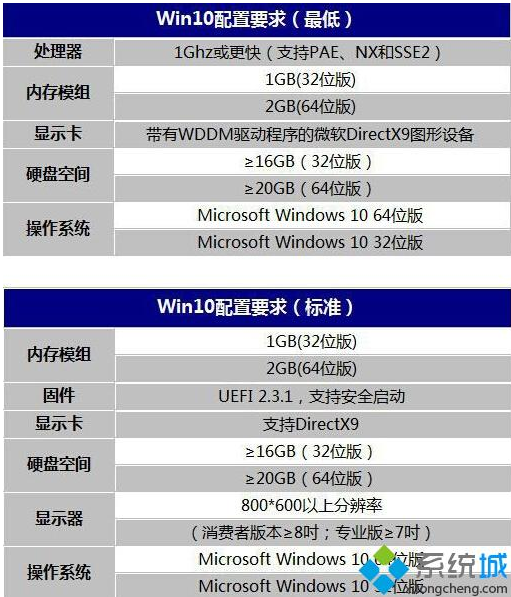 Win10配置要求（最低）
处理器
1Ghz或更快（支持PAE、NX和SSE2）
内存模组
1GB(32位版)
2GB(64位版)
显示卡
带有WDDM驱动程序的微软DirectX9图形设备
硬盘空间
≥16GB（32位版）
≥20GB（64位版）
操作系统
Microsoft Windows 10 64位版
Microsoft Windows 10 32位版
Win10配置要求（标准）
内存模组
1GB(32位版)
2GB(64位版)
固件
UEFI 2.3.1，支持安全启动
显示卡
支持DirectX9
硬盘空间
≥16GB（32位版）
≥20GB（64位版）
显示器
800*600以上分辨率
（消费者版本≥8吋；专业版≥7吋）
操作系统
Microsoft Windows 10 64位版
Microsoft Windows 10 32位版
系统城
xitongcheng.com